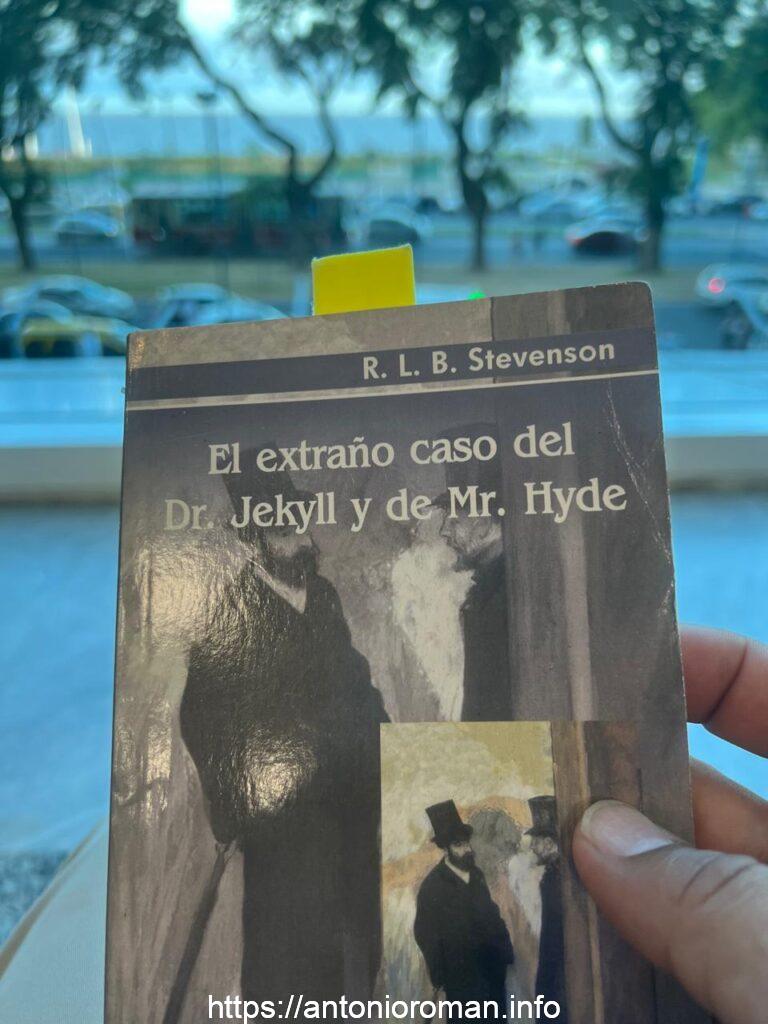 R. L. B. Stevenson
El extraño caso del
Dr. Jekyll y de Mr. Hyde
https://antonioroman.info